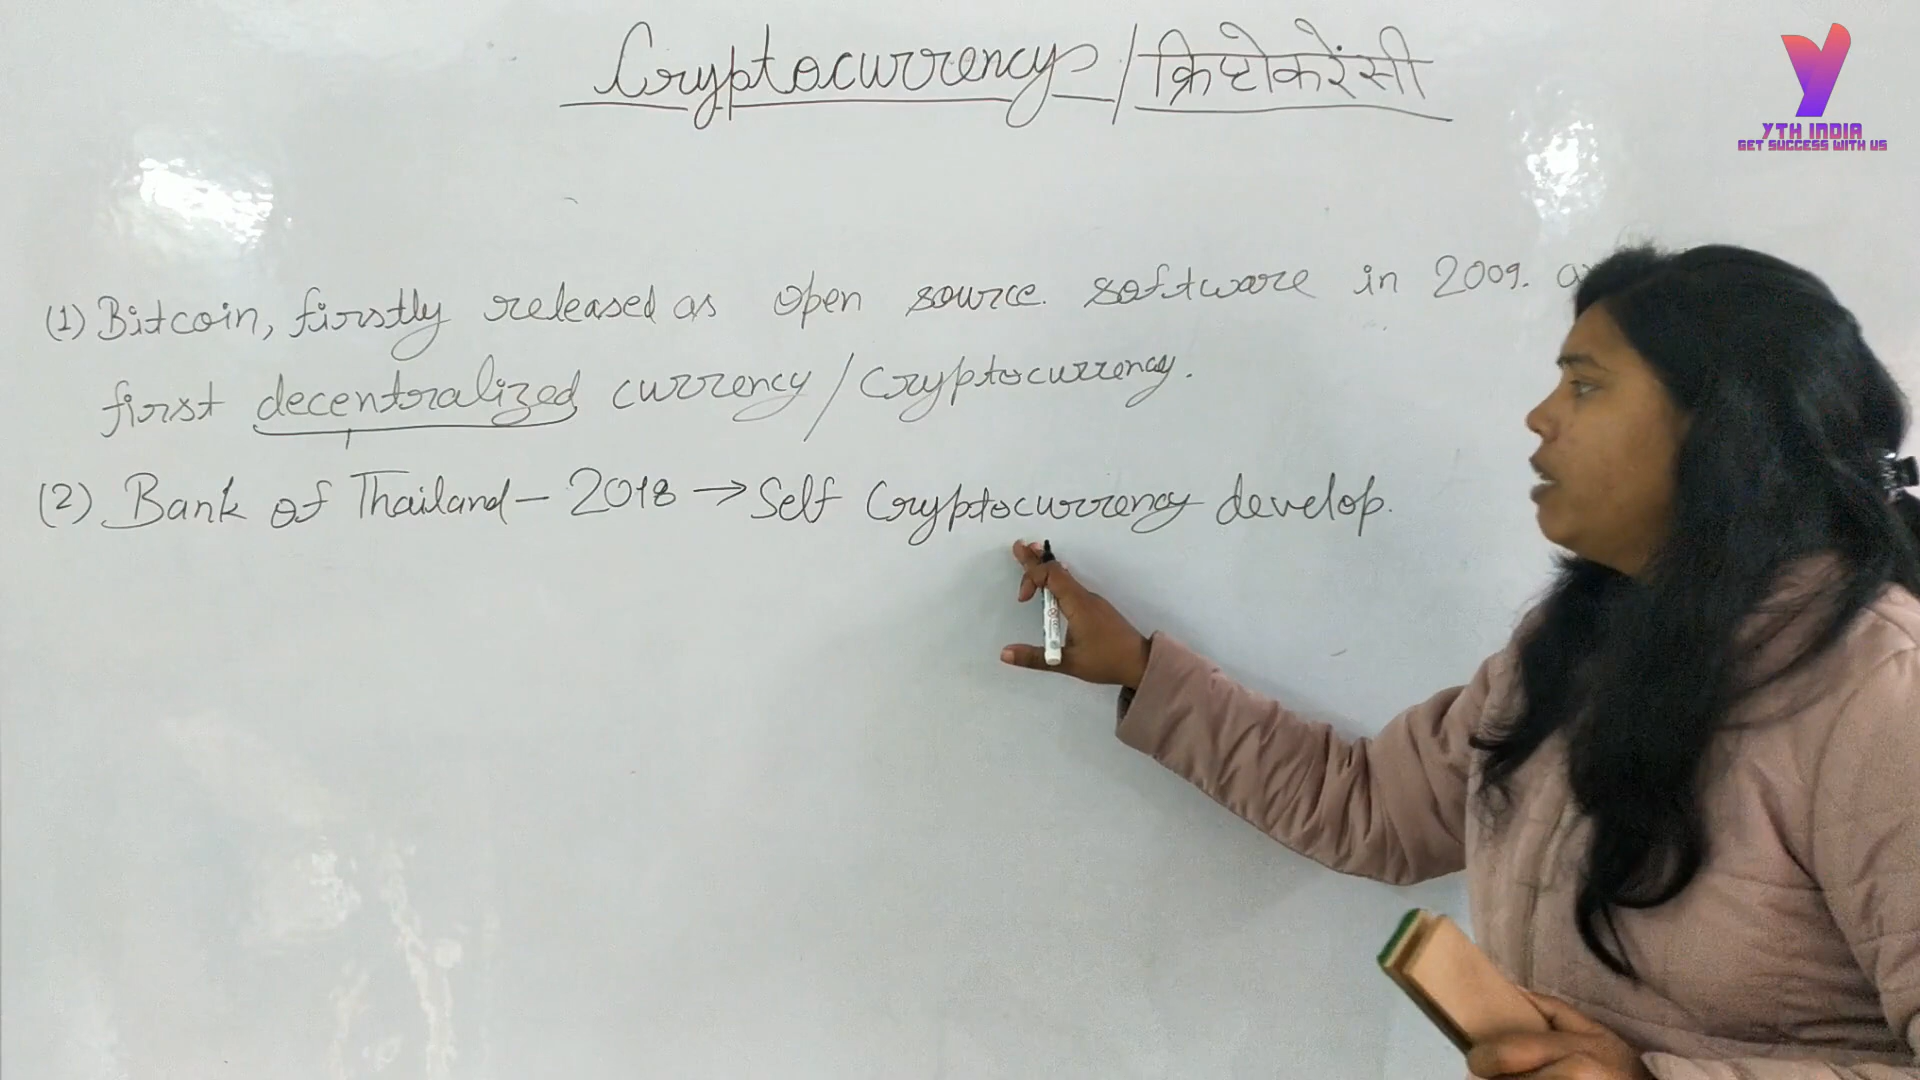 Cryptocurrency / क्रिप्टोकरेंसी
YTH INDIA
GET SUCCESS WITH US
(1) Bitcoin, firstly released as open source. software in 2009.
first decentralized currency / Cryptocurrency.
(2) Bank of Thailand - 2018 → Self Cryptocurrency develop.